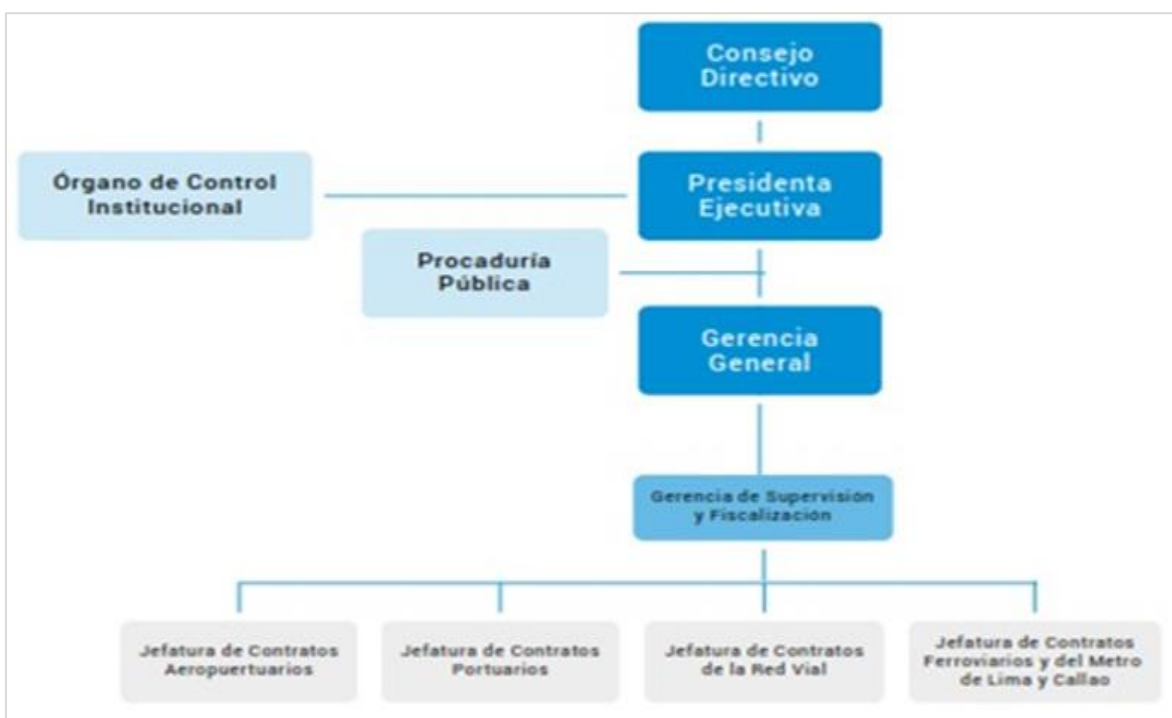 Consejo
Directivo
Órgano de Control
Institucional
Presidenta
Ejecutiva
Procaduría
Pública
Gerencia
General
Gerencia de Supervisión
y Fiscalización
Jefatura de Contratos
Aeropuertuarios
Jefatura de Contratos
Portuarios
Jefatura de Contratos
de la Red Vial
Jefatura de Contratos
Ferroviarios y del Metro
de Lima y Callao